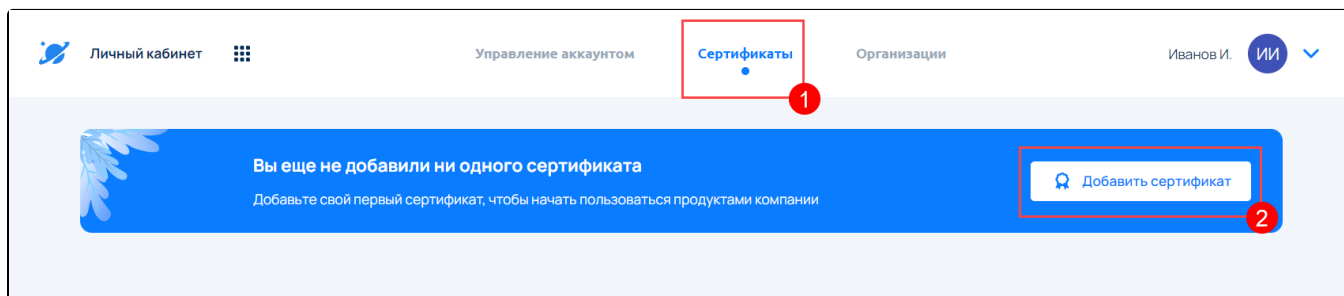 Личный кабинет
Управление аккаунтом
Сертификаты
Организации
Иванов И.
ИИ
1
Вы еще не добавили ни одного сертификата
Добавьте свой первый сертификат, чтобы начать пользоваться продуктами компании
Добавить сертификат
2